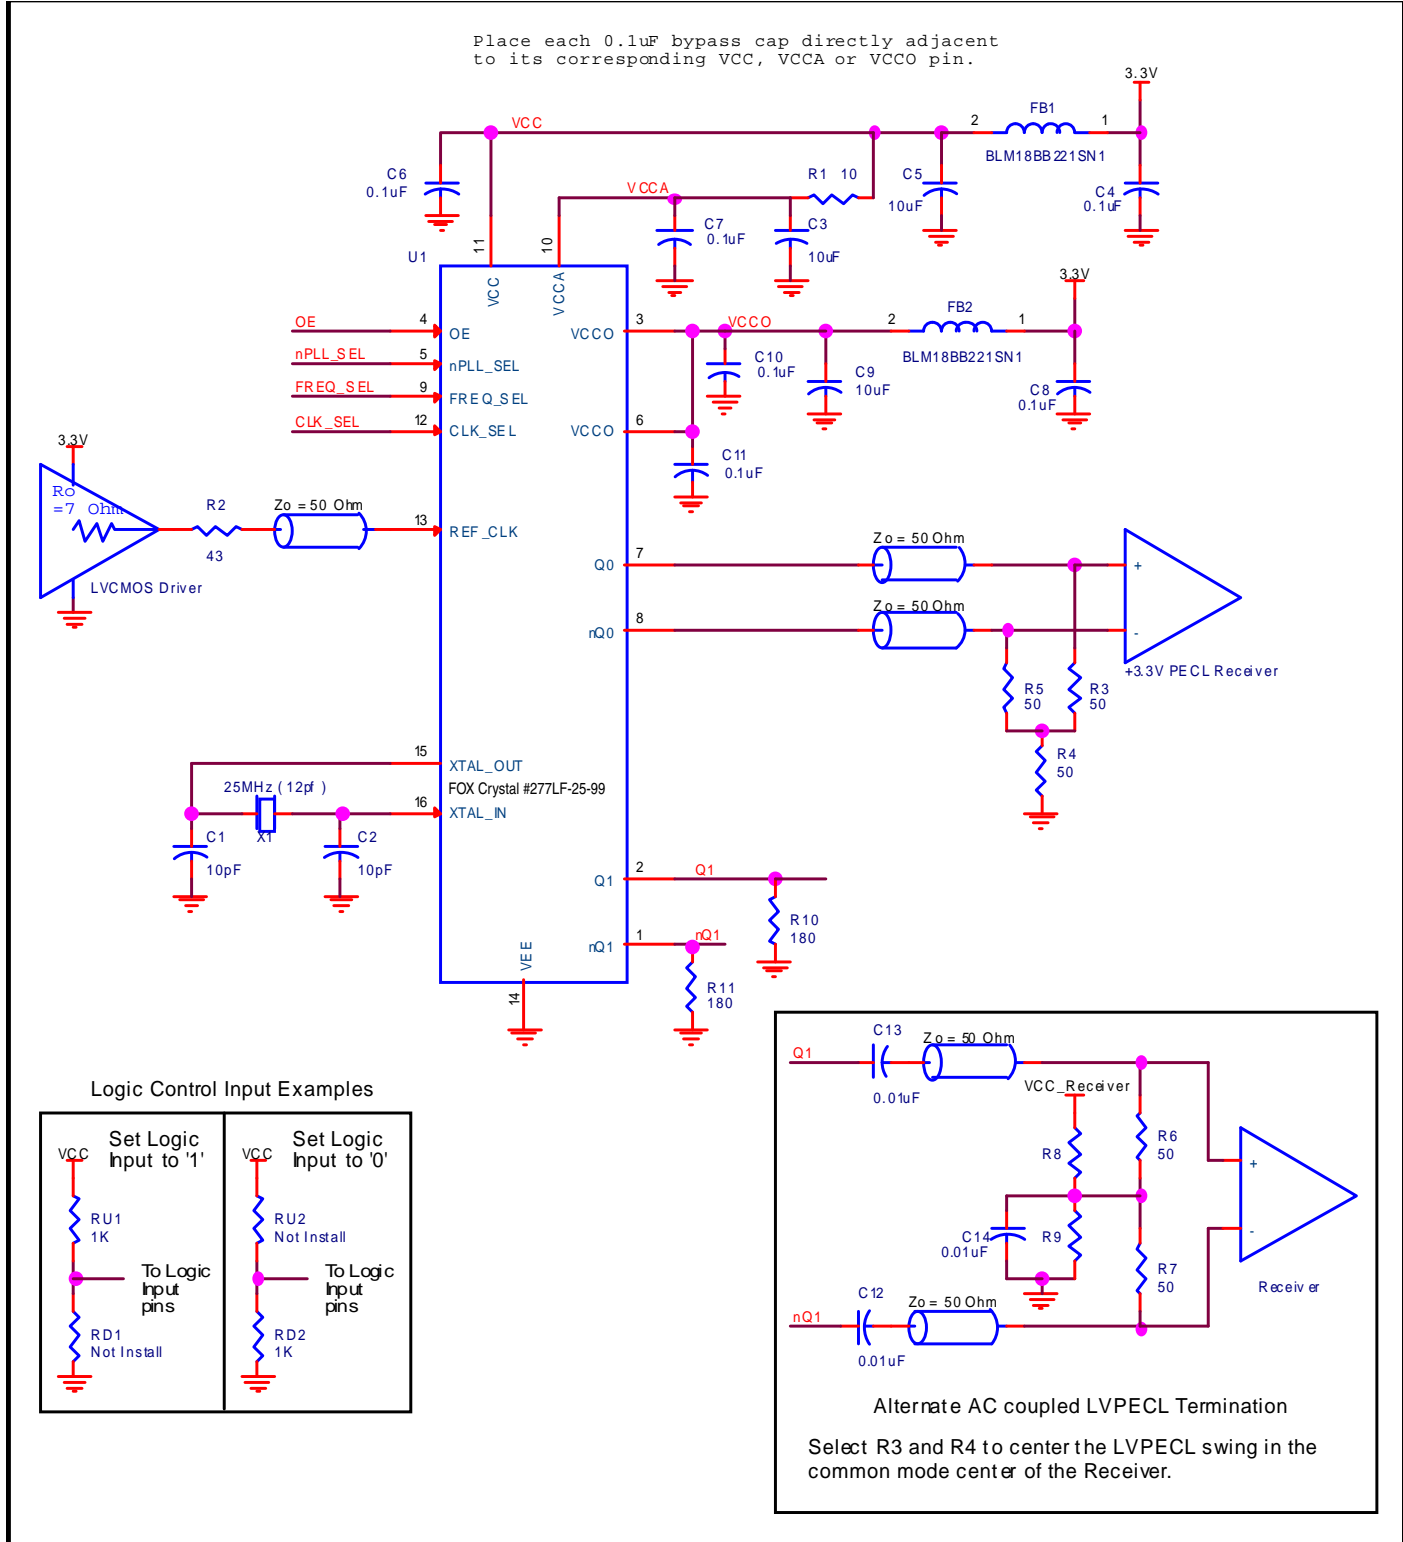 Place each 0.1uF bypass cap directly adjacent
to its corresponding VCC, VCCA or VCCO pin.
3.3V
FB1
VCC
2
1
BLM18BB221SN1
C6
0.1uF
VCCA
R1 10
C5
10uF
C4
0.1uF
C7
0.1uF
C3
10uF
U1
11
10
VCC
VCCA
3.3V
OE
4
OE
VCCO
3
VCCO
2
FB2
1
BLM18BB221SN1
nPLL_SEL
5
nPLL_SEL
C10
0.1uF
C9
10uF
C8
0.1uF
FREQ_SEL
9
FREQ_SEL
CLK_SEL
12
CLK_SEL
VCCO
6
C11
0.1uF
3.3V
Ro
=7 Ohm
R2
43
Zo = 50 Ohm
13
REF_CLK
LVCMOS Driver
Q0
7
Zo = 50 Ohm
+
nQ0
8
Zo = 50 Ohm
-
+3.3V PECL Receiver
R5
50
R3
50
R4
50
15
XTAL_OUT
25MHz (12pf)
FOX Crystal #277LF-25-99
16
XTAL_IN
X1
C1
10pF
C2
10pF
Q1
2
Q1
R10
180
nQ1
1
nQ1
R11
180
VEE
14
Logic Control Input Examples
Set Logic
Input to '1'
VCC
RU1
1K
To Logic
Input
pins
RD1
Not Install
Set Logic
Input to '0'
VCC
RU2
Not Install
To Logic
Input
pins
RD2
1K
Q1
C13
0.01uF
Zo = 50 Ohm
VCC_Receiver
R8
R6
50
+
C14
0.01uF
R9
-
R7
50
Receiver
nQ1
C12
0.01uF
Zo = 50 Ohm
Alternate AC coupled LVPECL Termination
Select R3 and R4 to center the LVPECL swing in the
common mode center of the Receiver.